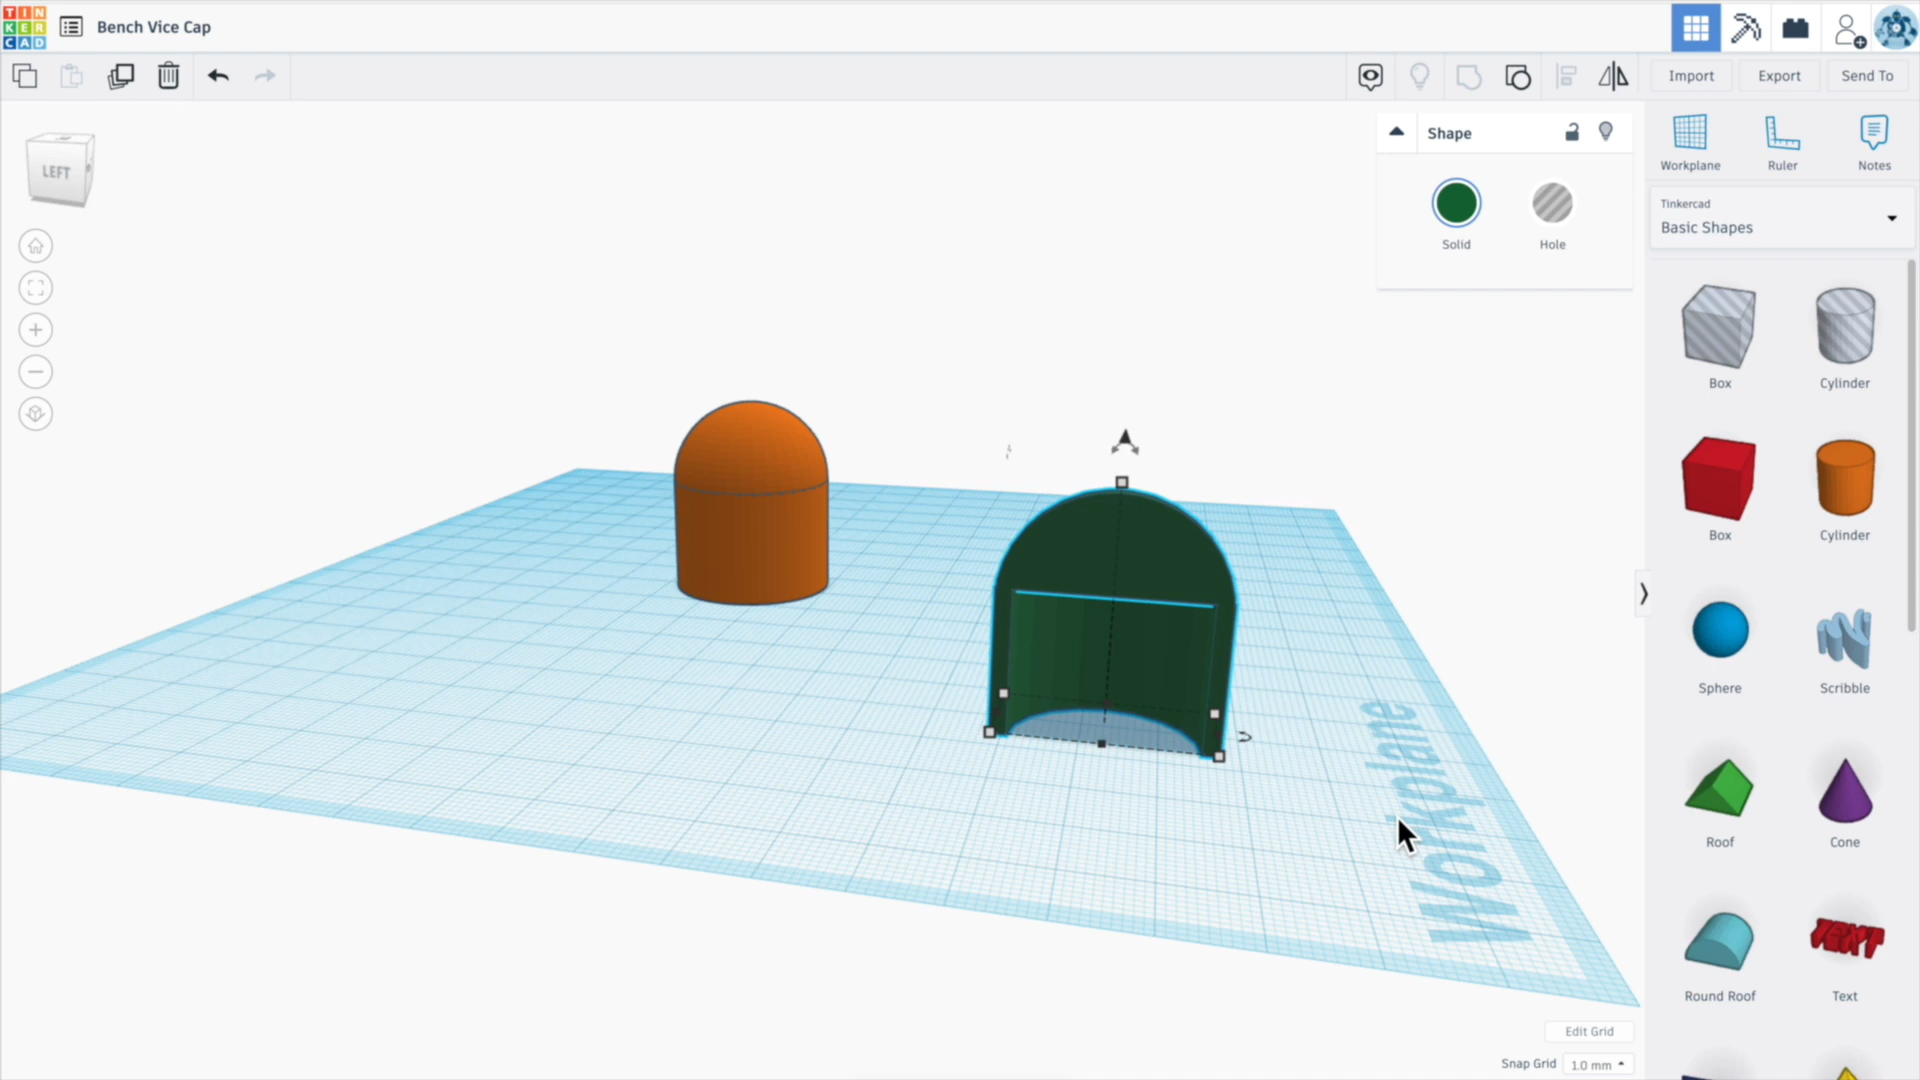 TIN
KER
CAD
Bench Vice Cap
Import
Export
Send To
LEFT
Shape
Solid
Hole
Workplane
Ruler
Notes
Tinkercad
Basic Shapes
Box
Cylinder
Box
Cylinder
Sphere
Scribble
Roof
Cone
TEXT
Round Roof
Text
Workplane
Edit Grid
Snap Grid
1.0 mm